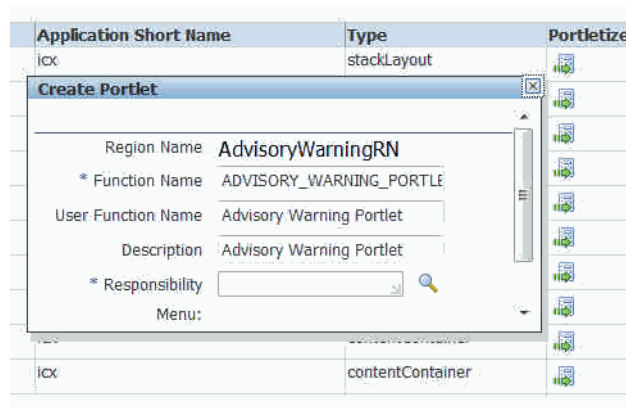 Application Short Name Type Portletize
icx stackLayout
Create Portlet
Region Name AdvisoryWarningRN
* Function Name ADVISORY_WARNING_PORTLE
User Function Name Advisory Warning Portlet
Description Advisory Warning Portlet
* Responsibility
Menu:
icx contentContainer